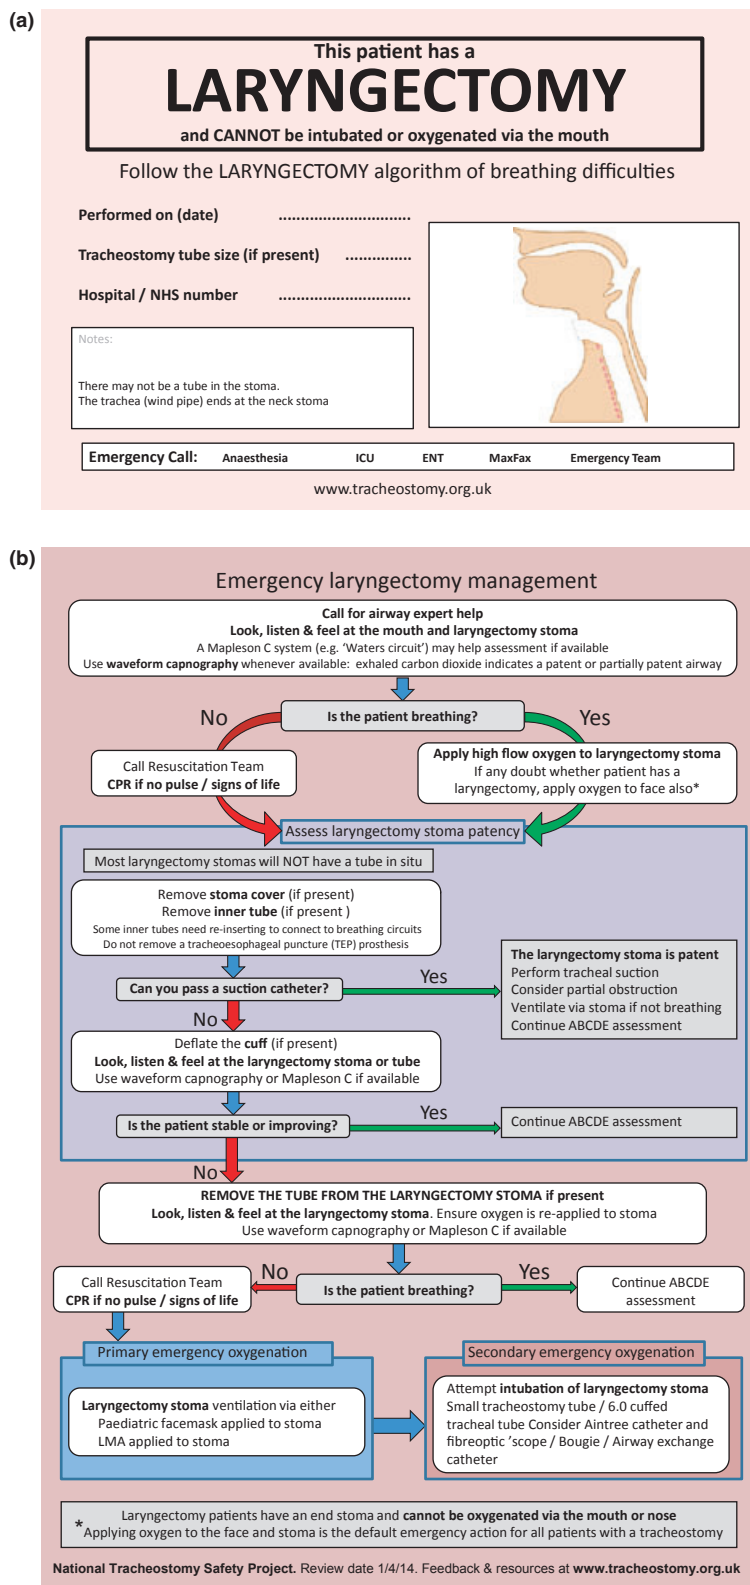 (a)
This patient has a
LARYNGECTOMY
and CANNOT be intubated or oxygenated via the mouth
Follow the LARYNGECTOMY algorithm of breathing difficulties
Performed on (date) ..............................
Tracheostomy tube size (if present) ...............
Hospital / NHS number ..............................
Notes:
There may not be a tube in the stoma.
The trachea (wind pipe) ends at the neck stoma
Emergency Call: Anaesthesia ICU ENT MaxFax Emergency Team
www.tracheostomy.org.uk
(b)
Emergency laryngectomy management
Call for airway expert help
Look, listen & feel at the mouth and laryngectomy stoma
A Mapleson C system (e.g. ‘Waters circuit’) may help assessment if available
Use waveform capnography whenever available: exhaled carbon dioxide indicates a patent or partially patent airway
No
Is the patient breathing?
Yes
Call Resuscitation Team
CPR if no pulse / signs of life
Apply high flow oxygen to laryngectomy stoma
If any doubt whether patient has a
laryngectomy, apply oxygen to face also*
Assess laryngectomy stoma patency
Most laryngectomy stomas will NOT have a tube in situ
Remove stoma cover (if present)
Remove inner tube (if present )
Some inner tubes need re-inserting to connect to breathing circuits
Do not remove a tracheoesophageal puncture (TEP) prosthesis
Can you pass a suction catheter?
Yes
The laryngectomy stoma is patent
Perform tracheal suction
Consider partial obstruction
Ventilate via stoma if not breathing
Continue ABCDE assessment
No
Deflate the cuff (if present)
Look, listen & feel at the laryngectomy stoma or tube
Use waveform capnography or Mapleson C if available
Is the patient stable or improving?
Yes
Continue ABCDE assessment
No
REMOVE THE TUBE FROM THE LARYNGECTOMY STOMA if present
Look, listen & feel at the laryngectomy stoma. Ensure oxygen is re-applied to stoma
Use waveform capnography or Mapleson C if available
Call Resuscitation Team
CPR if no pulse / signs of life
No
Is the patient breathing?
Yes
Continue ABCDE
assessment
Primary emergency oxygenation
Laryngectomy stoma ventilation via either
Paediatric facemask applied to stoma
LMA applied to stoma
Secondary emergency oxygenation
Attempt intubation of laryngectomy stoma
Small tracheostomy tube / 6.0 cuffed
tracheal tube Consider Aintree catheter and
fibreoptic ’scope / Bougie / Airway exchange
catheter
Laryngectomy patients have an end stoma and cannot be oxygenated via the mouth or nose
*Applying oxygen to the face and stoma is the default emergency action for all patients with a tracheostomy
National Tracheostomy Safety Project. Review date 1/4/14. Feedback & resources at www.tracheostomy.org.uk